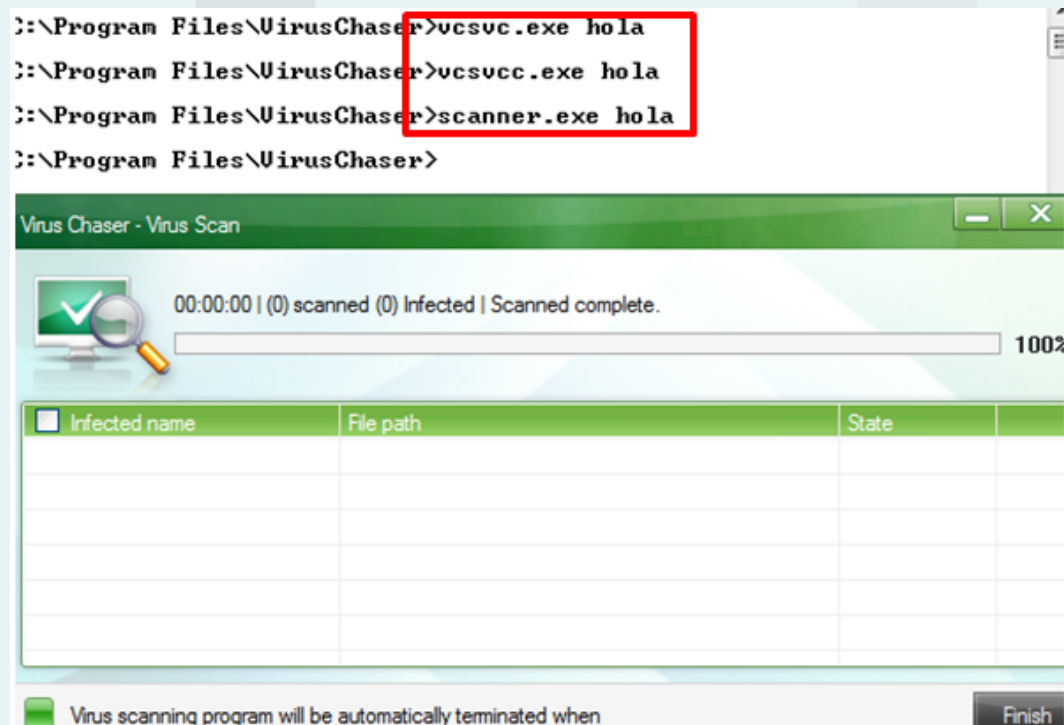 C:\Program Files\VirusChaser>vcsvc.exe hola
C:\Program Files\VirusChaser>vcsvcc.exe hola
C:\Program Files\VirusChaser>scanner.exe hola
C:\Program Files\VirusChaser>
Virus Chaser - Virus Scan
00:00:00 | (0) scanned (0) Infected | Scanned complete.
100%
Infected name File path State
Virus scanning program will be automatically terminated when
Finish